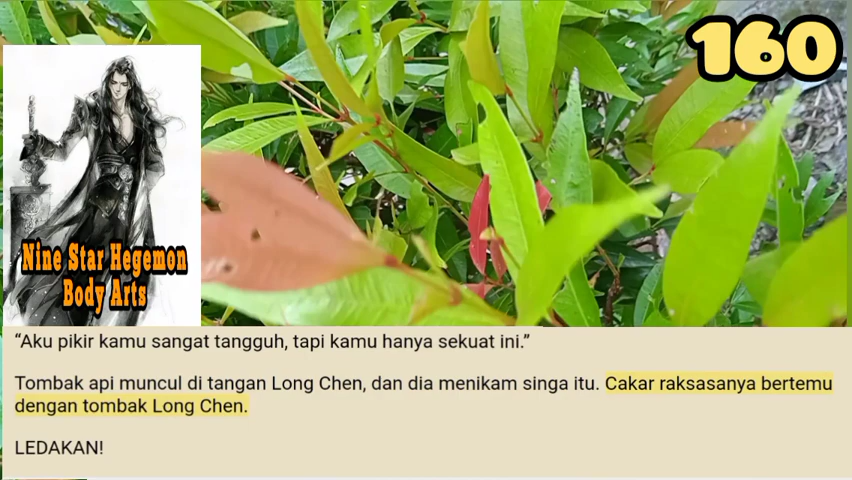 160
Nine Star Hegemon
Body Arts
“Aku pikir kamu sangat tangguh, tapi kamu hanya sekuat ini.”
Tombak api muncul di tangan Long Chen, dan dia menikam singa itu. Cakar raksasanya bertemu
dengan tombak Long Chen.
LEDAKAN!